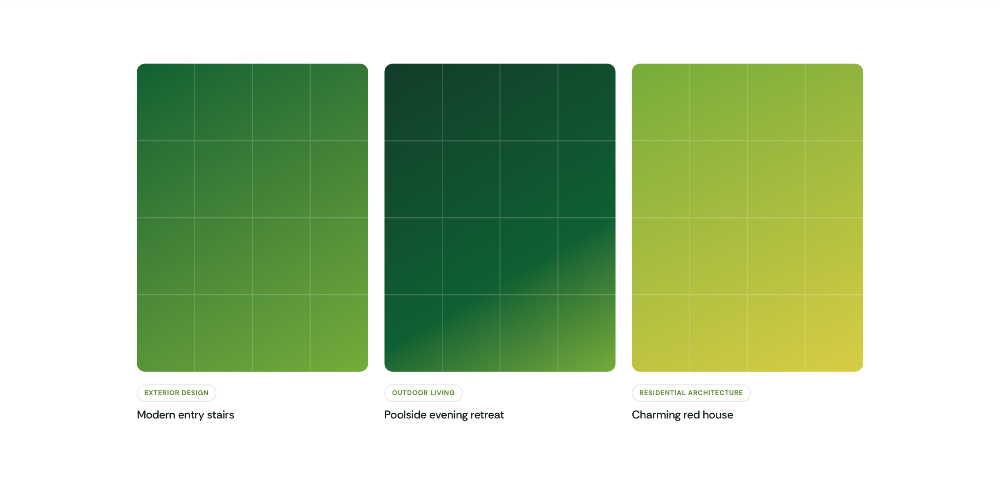 EXTERIOR DESIGN
Modern entry stairs
OUTDOOR LIVING
Poolside evening retreat
RESIDENTIAL ARCHITECTURE
Charming red house